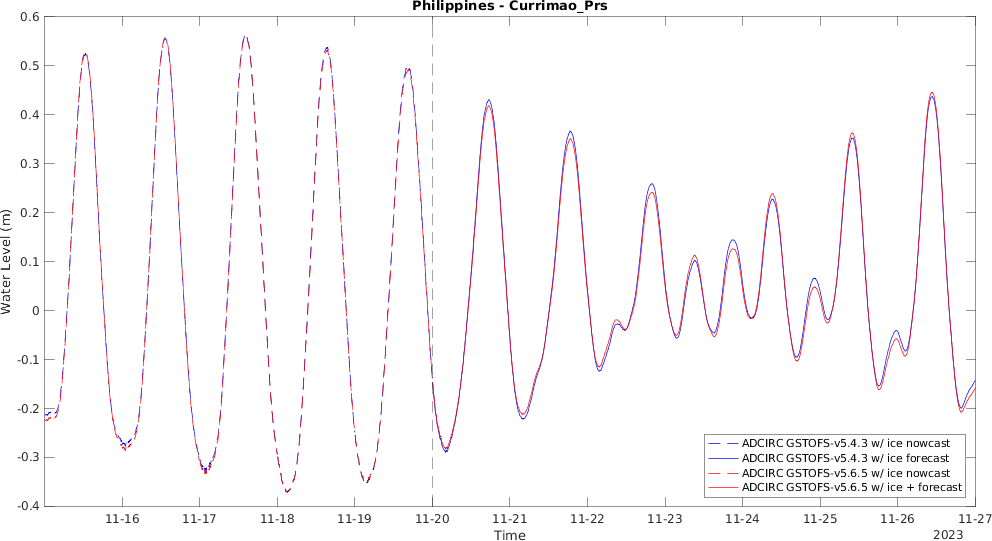 Philippines - Currimao_Prs
Water Level (m)
0.6
0.5
0.4
0.3
0.2
0.1
0
-0.1
-0.2
-0.3
-0.4
ADCIRC GSTOFS-v5.4.3 w/ ice nowcast
ADCIRC GSTOFS-v5.4.3 w/ ice forecast
ADCIRC GSTOFS-v5.6.5 w/ ice nowcast
ADCIRC GSTOFS-v5.6.5 w/ ice + forecast
11-16 11-17 11-18 11-19 11-20 11-21 11-22 11-23 11-24 11-25 11-26 11-27
Time
2023